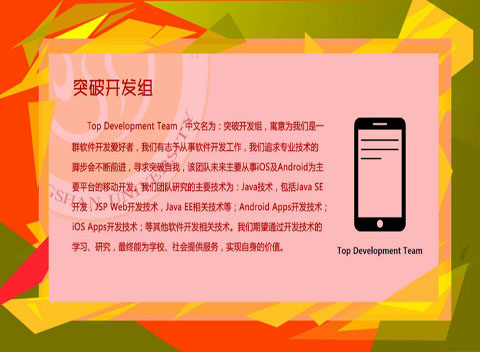 突破开发组
Top Development Team，中文名为：突破开发组，寓意为我们是一
群软件开发爱好者，我们有志于从事软件开发工作，我们追求专业技术的
脚步会不断前进，寻求突破自我，该团队未来主要从事iOS及Android为主
要平台的移动开发。我们团队研究的主要技术为：Java技术，包括Java SE
开发，JSP Web开发技术，Java EE相关技术等；Android Apps开发技术；
iOS Apps开发技术；等其他软件开发相关技术。我们期望通过开发技术的
学习、研究，最终能为学校、社会提供服务，实现自身的价值。
Top Development Team
GSHAN UNIVERSITY